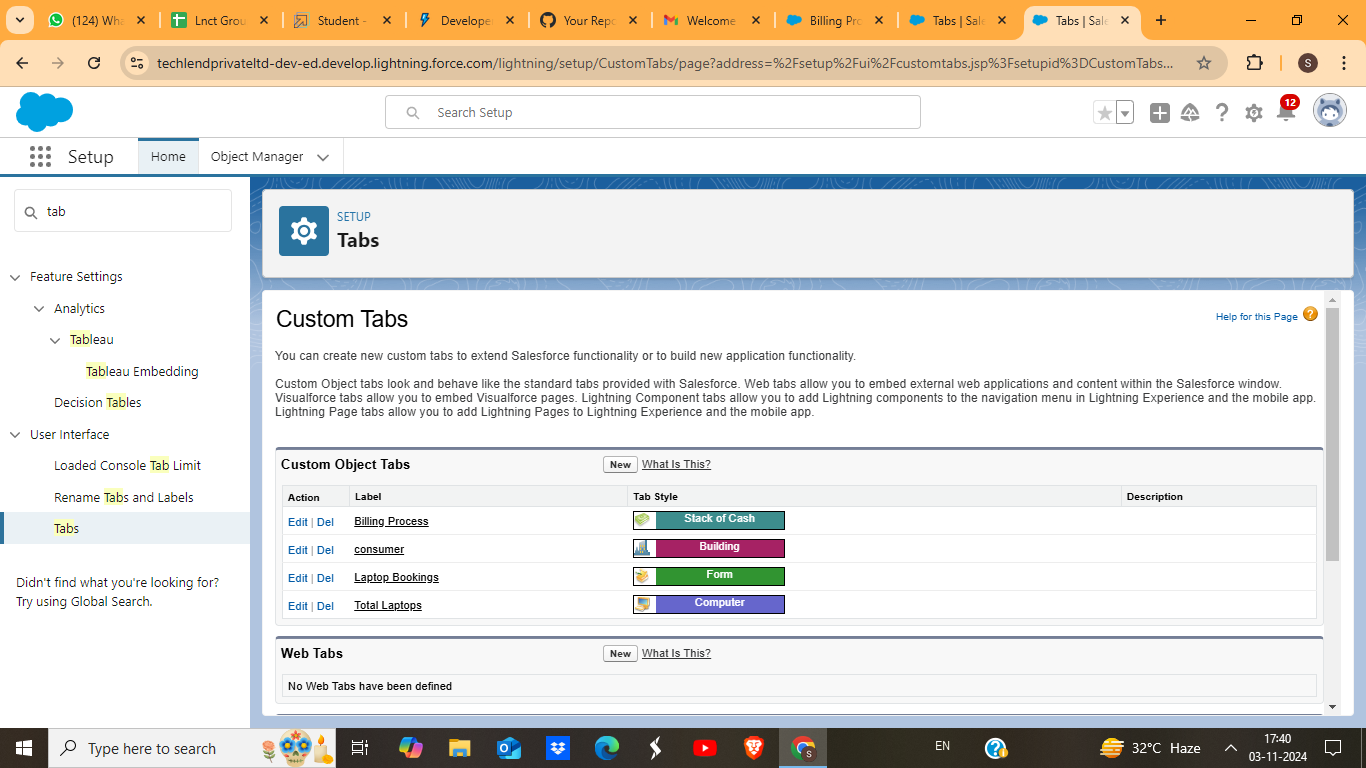 (124) Wha
Lnct Grou
Student -
Develope
Your Repo
Welcome
Billing Pro
Tabs | Sale
Tabs | Sale
techlendprivateltd-dev-ed.develop.lightning.force.com/lightning/setup/CustomTabs/page?address=%2Fsetup%2Fui%2Fcustomtabs.jsp%3Fsetupid%3DCustomTabs...
S
Search Setup
12
Setup
Home
Object Manager
tab
Feature Settings
Analytics
Tableau
Tableau Embedding
Decision Tables
User Interface
Loaded Console Tab Limit
Rename Tabs and Labels
Tabs
Didn't find what you're looking for?
Try using Global Search.
SETUP
Tabs
Custom Tabs
Help for this Page ?
You can create new custom tabs to extend Salesforce functionality or to build new application functionality.
Custom Object tabs look and behave like the standard tabs provided with Salesforce. Web tabs allow you to embed external web applications and content within the Salesforce window.
Visualforce tabs allow you to embed Visualforce pages. Lightning Component tabs allow you to add Lightning components to the navigation menu in Lightning Experience and the mobile app.
Lightning Page tabs allow you to add Lightning Pages to Lightning Experience and the mobile app.
Custom Object Tabs New What Is This?
Action Label Tab Style Description
Edit | Del Billing Process Stack of Cash
Edit | Del consumer Building
Edit | Del Laptop Bookings Form
Edit | Del Total Laptops Computer
Web Tabs New What Is This?
No Web Tabs have been defined
Type here to search
S
EN
32°C Haze
17:40
03-11-2024